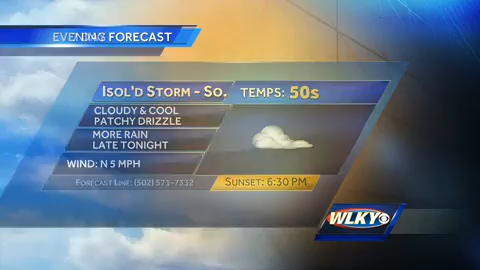 EVENING FORECAST
ISOL'D STORM - SO.
TEMPS: 50s
CLOUDY & COOL
PATCHY DRIZZLE
MORE RAIN
LATE TONIGHT
WIND: N 5 MPH
FORECAST LINE: (502) 571-7332
SUNSET: 6:30 PM
WLKY